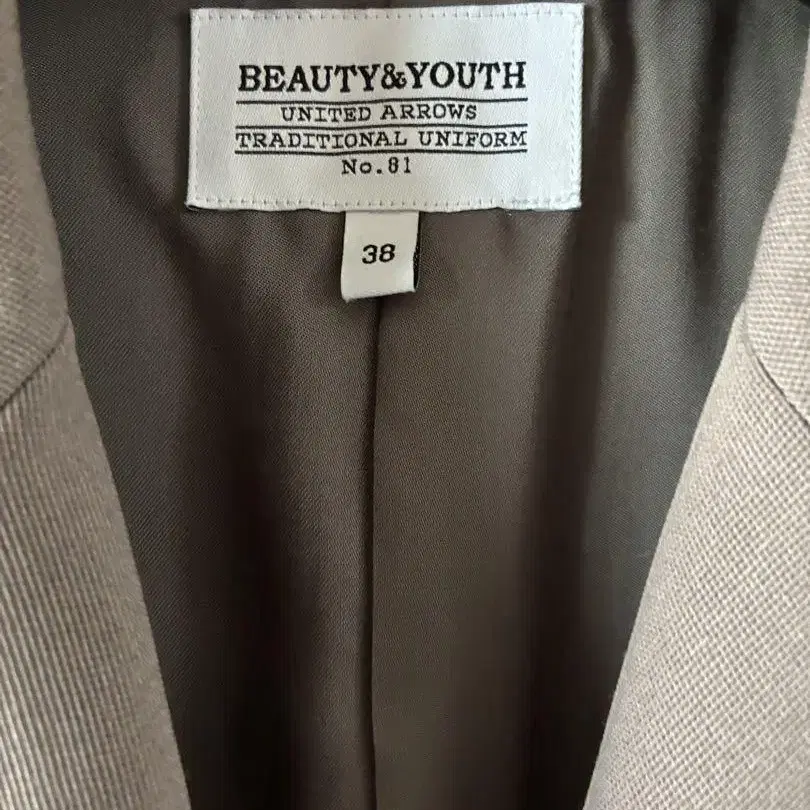 BEAUTY&YOUTH
UNITED ARROWS
TRADITIONAL UNIFORM
No.81
38